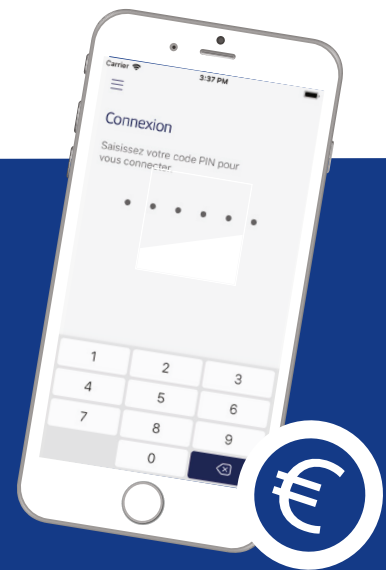 Carrier 3:37 PM
Connexion
Saisissez votre code PIN pour
vous connecter
1 2 3
4 5 6
7 8 9
0
€